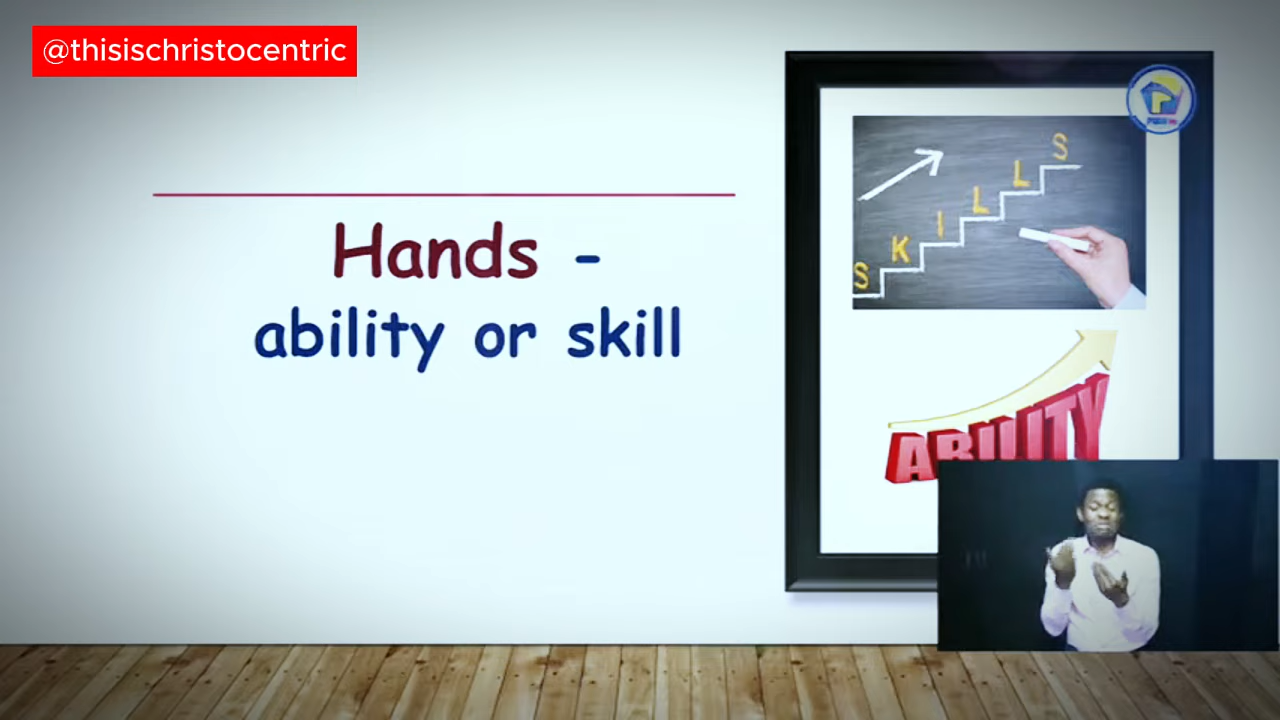 @thisischristocentric
Hands -
ability or skill
SKILLS
ABILITY